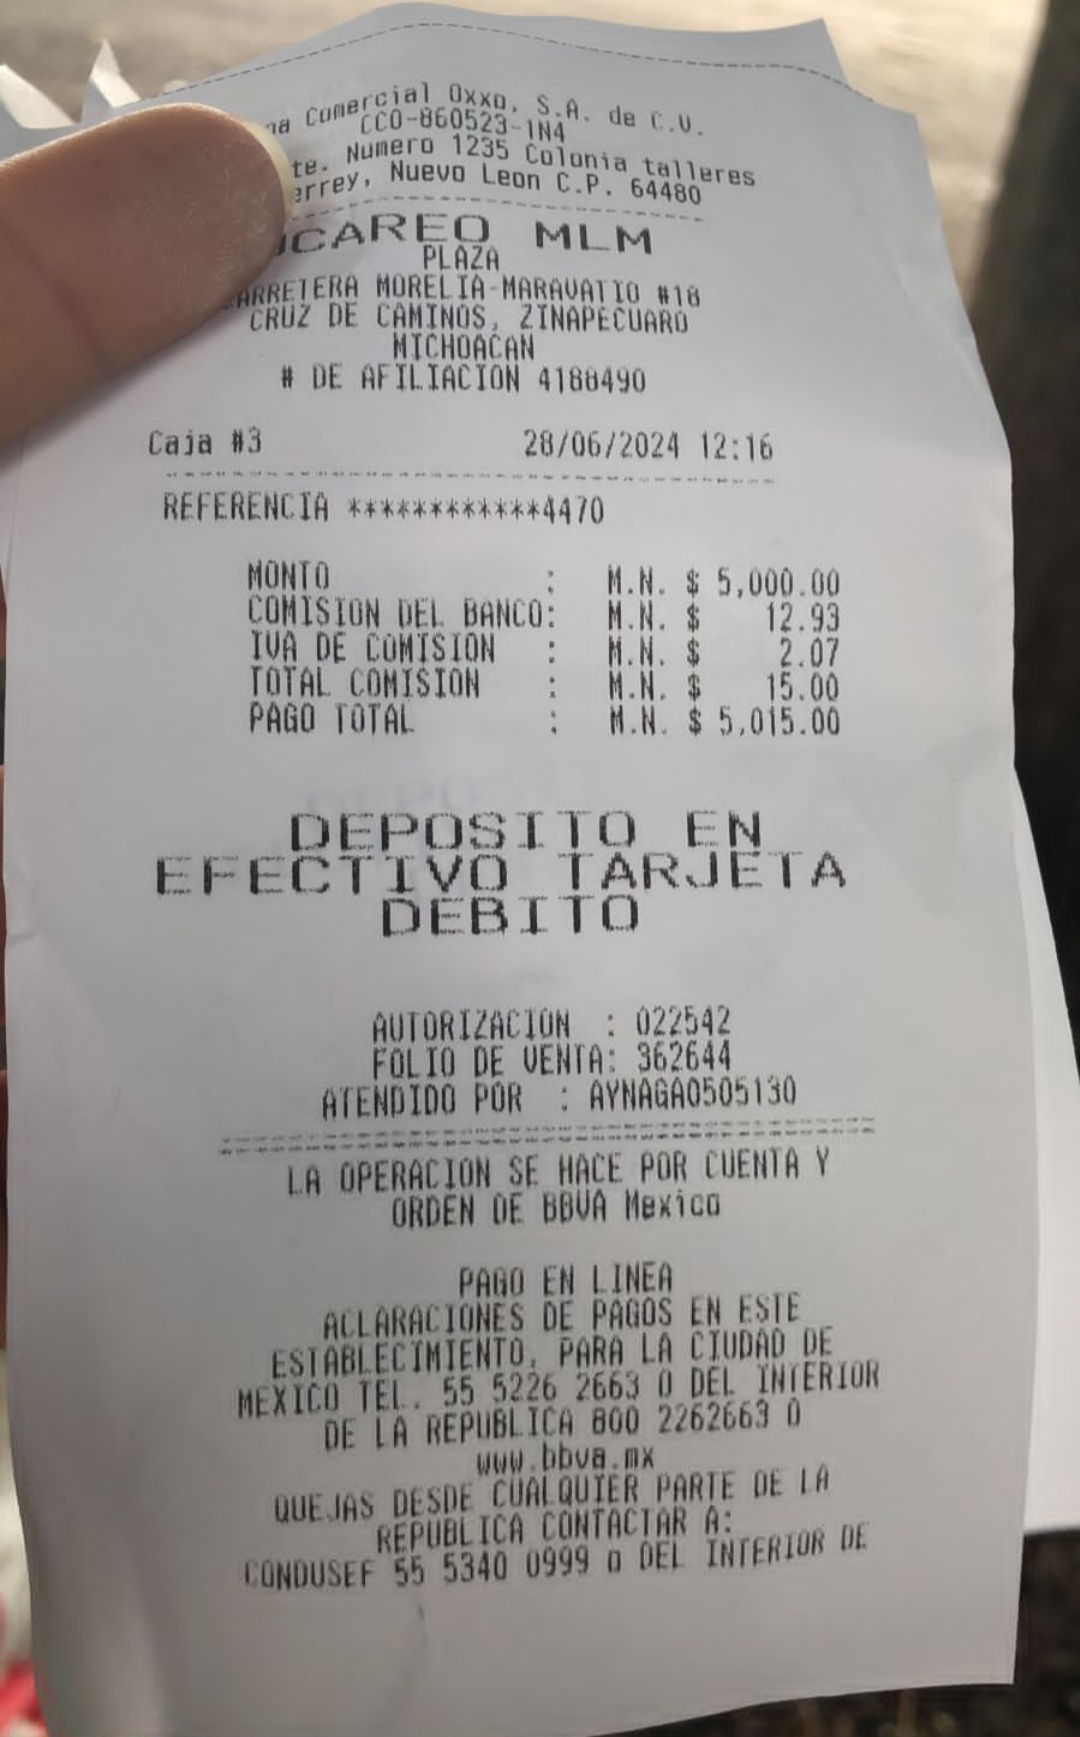 Comercial Oxxo, S.A. de C.V.
CCO-860523-1N4
Numero 1235 Colonia talleres
Nuevo Leon C.P. 64480
MLM
PLAZA
CARRETERA MORELIA-MARAVATIO #18
CRUZ DE CAMINOS, ZINAPECUARO
MICHOACAN
# DE AFILIACION 4188490
Caja #3 28/06/2024 12:16
REFERENCIA ************4470
MONTO : M.N. $ 5,000.00
COMISION DEL BANCO: M.N. $ 12.93
IVA DE COMISION : M.N. $ 2.07
TOTAL COMISION : M.N. $ 15.00
PAGO TOTAL : M.N. $ 5,015.00
DEPOSITO EN
EFECTIVO TARJETA
DEBITO
AUTORIZACION : 022542
FOLIO DE VENTA: 362644
ATENDIDO POR : AYNAGA0505130
LA OPERACION SE HACE POR CUENTA Y
ORDEN DE BBVA Mexico
PAGO EN LINEA
ACLARACIONES DE PAGOS EN ESTE
ESTABLECIMIENTO, PARA LA CIUDAD DE
MEXICO TEL. 55 5226 2663 O DEL INTERIOR
DE LA REPUBLICA 800 2262663 O
www.bbva.mx
QUEJAS DESDE CUALQUIER PARTE DE LA
REPUBLICA CONTACTAR A:
CONDUSEF 55 5340 0999 o DEL INTERIOR DE